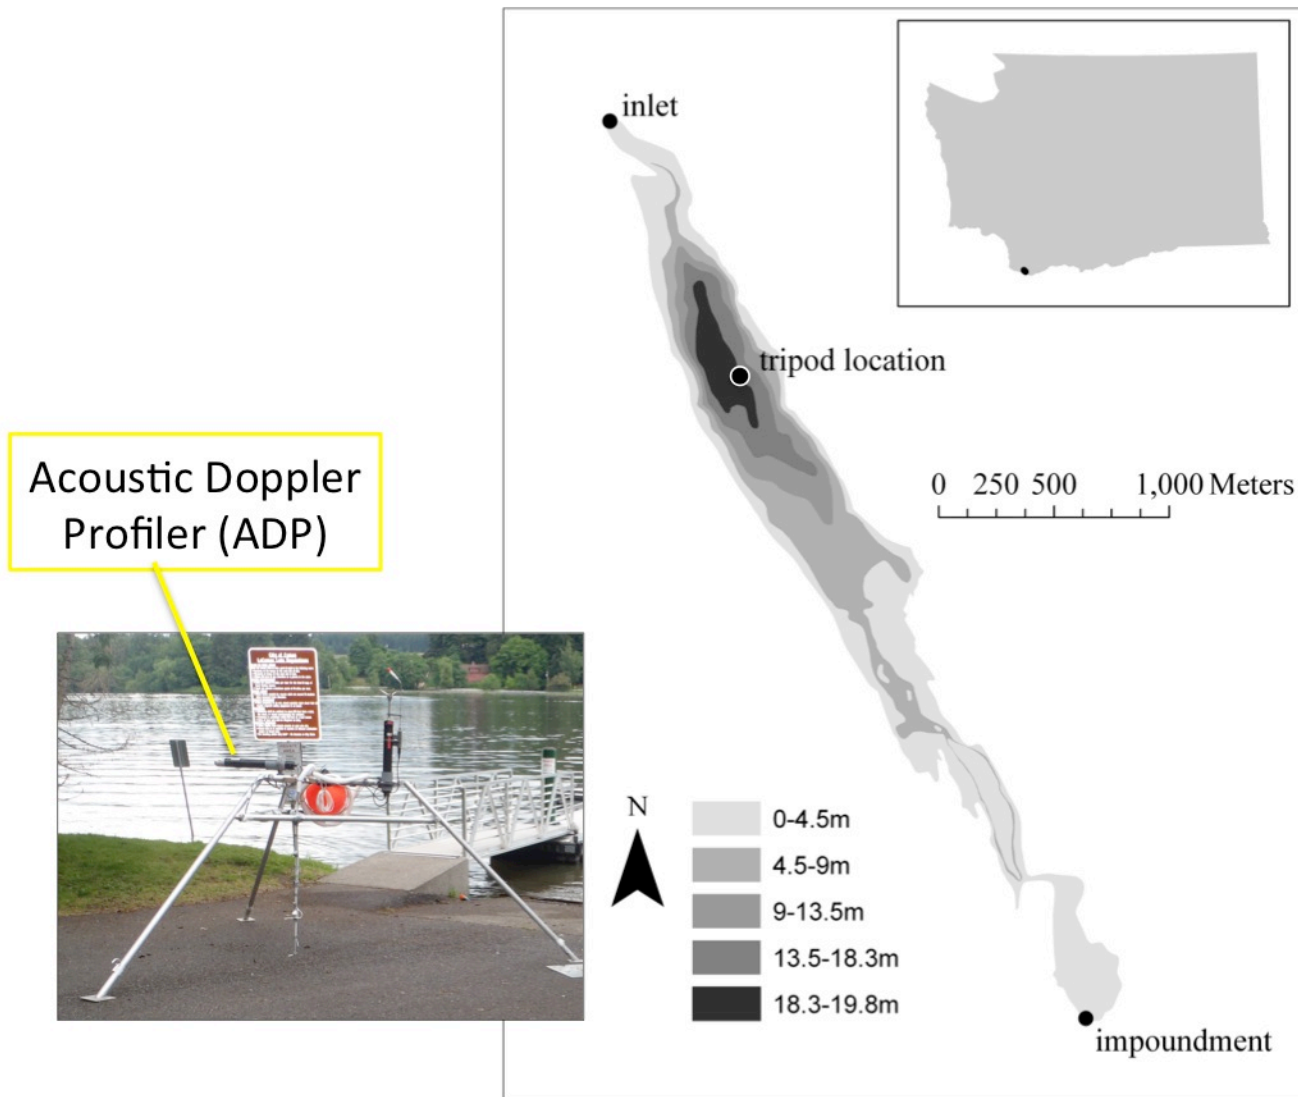 inlet
tripod location
Acoustic Doppler
Profiler (ADP)
0 250 500 1,000 Meters
N
0-4.5m
4.5-9m
9-13.5m
13.5-18.3m
18.3-19.8m
impoundment